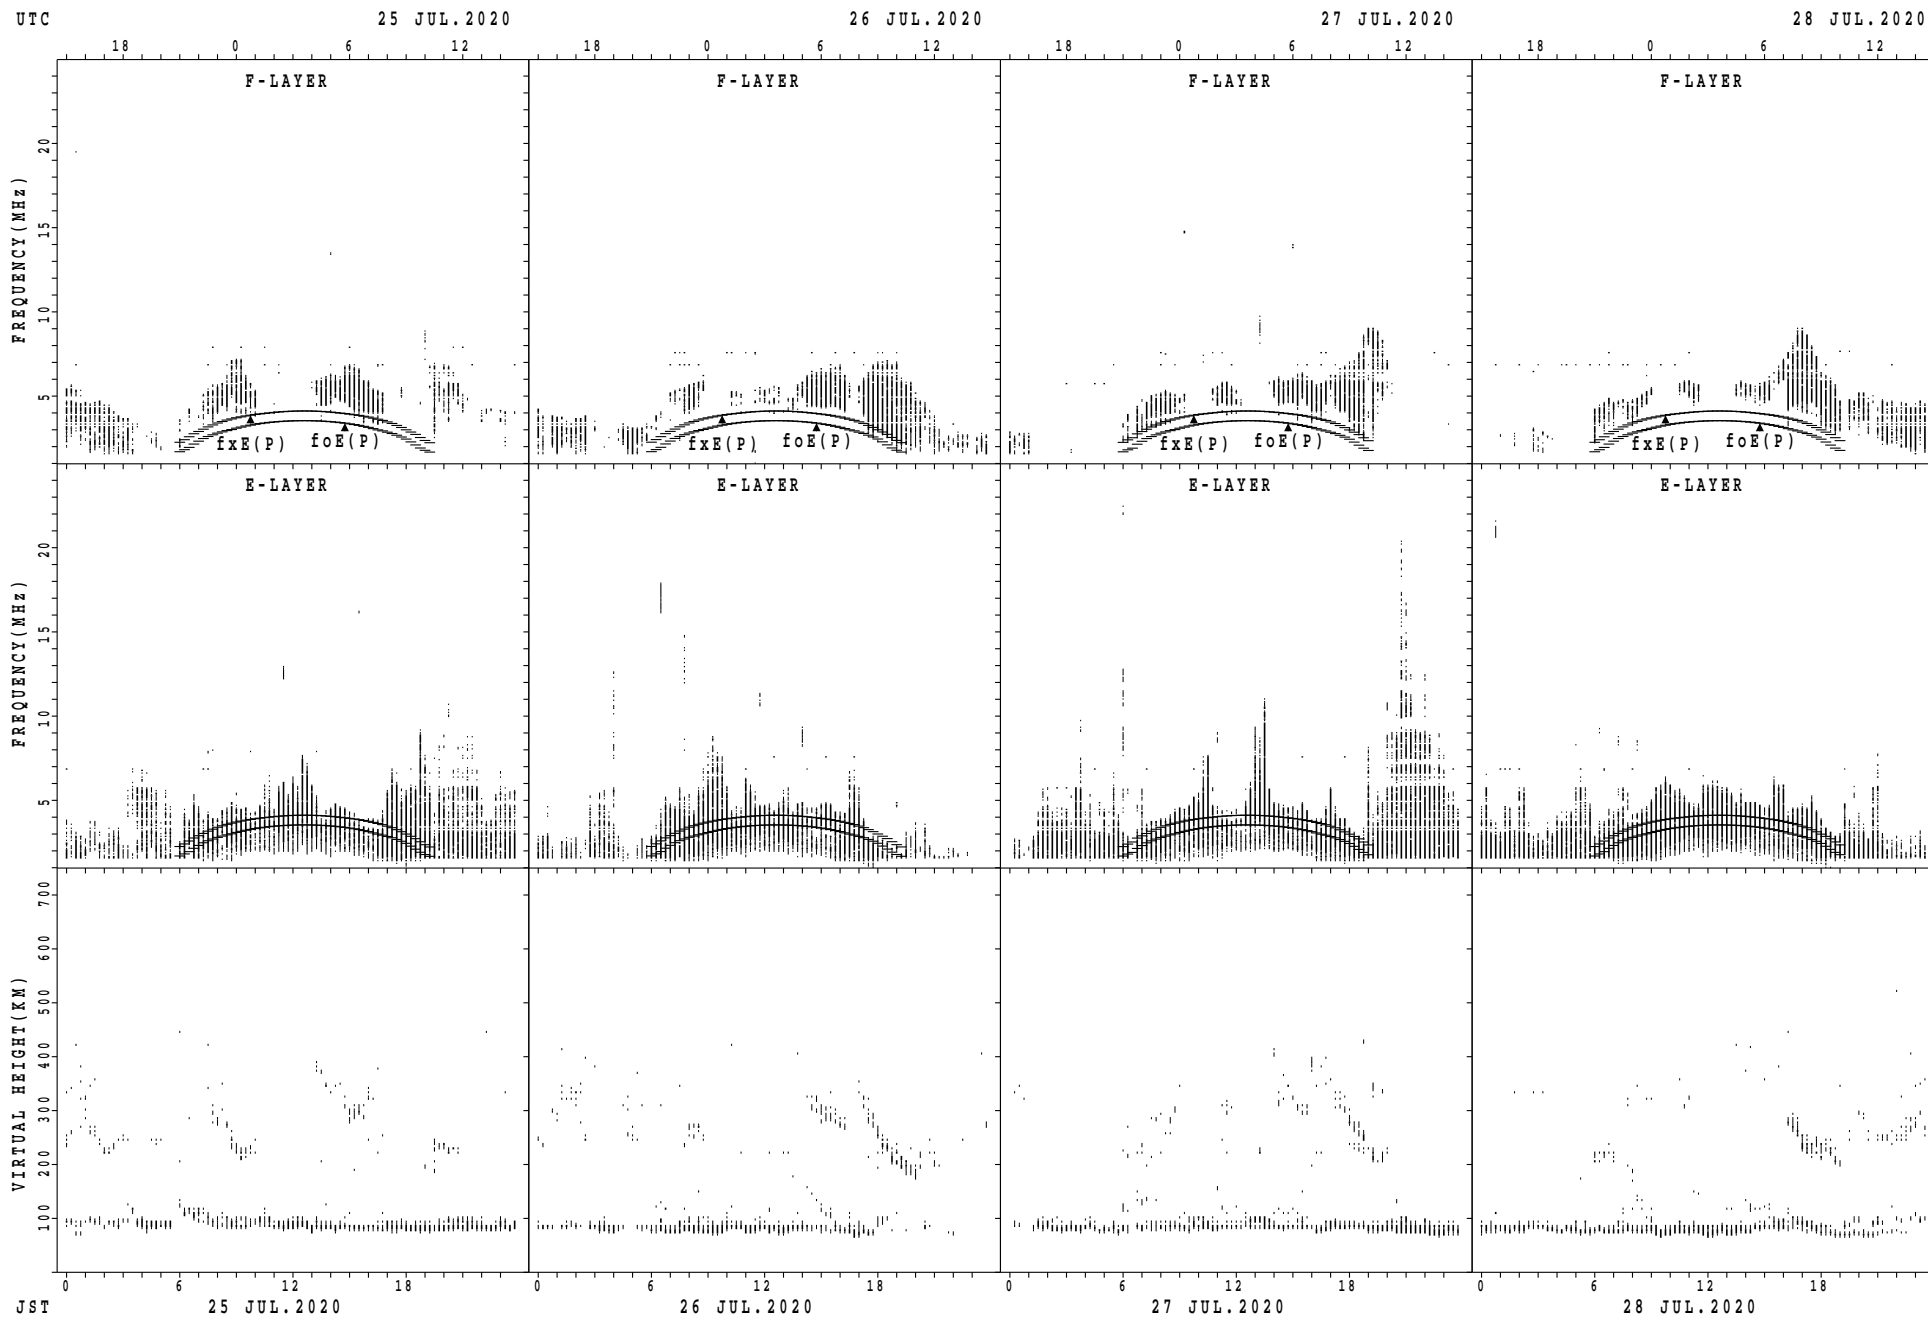 UTC 25 JUL.2020 26 JUL.2020 27 JUL.2020 28 JUL.2020
18 0 6 12 18 0 6 12 18 0 6 12 18 0 6 12
F-LAYER F-LAYER F-LAYER F-LAYER
FREQUENCY(MHz)
20
15
10
5
fxE(P) foE(P) fxE(P) foE(P) fxE(P) foE(P) fxE(P) foE(P)
E-LAYER E-LAYER E-LAYER E-LAYER
FREQUENCY(MHz)
20
15
10
5
VIRTUAL HEIGHT(KM)
700
600
500
400
300
200
100
0 6 12 18 0 6 12 18 0 6 12 18 0 6 12 18
JST 25 JUL.2020 26 JUL.2020 27 JUL.2020 28 JUL.2020